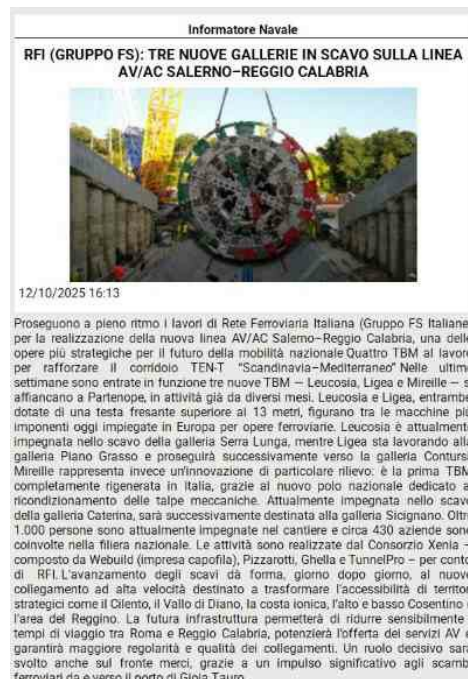 Informatore Navale
RFI (GRUPPO FS): TRE NUOVE GALLERIE IN SCAVO SULLA LINEA
AV/AC SALERNO–REGGIO CALABRIA
12/10/2025 16:13
Proseguono a pieno ritmo i lavori di Rete Ferroviaria Italiana (Gruppo FS Italiane
per la realizzazione della nuova linea AV/AC Salerno–Reggio Calabria, una delle
opere più strategiche per il futuro della mobilità nazionale Quattro TBM al lavoro
per rafforzare il corridoio TEN-T “Scandinavia–Mediterraneo” Nelle ultime
settimane sono entrate in funzione tre nuove TBM — Leucosia, Ligea e Mireille — s
affiancano a Partenope, in attività già da diversi mesi. Leucosia e Ligea, entrambe
dotate di una testa fresante superiore ai 13 metri, figurano tra le macchine più
imponenti oggi impiegate in Europa per opere ferroviarie. Leucosia è attualmente
impegnata nello scavo della galleria Serra Lunga, mentre Ligea sta lavorando alla
galleria Piano Grasso e proseguirà successivamente verso la galleria Contursi
Mireille rappresenta invece un’innovazione di particolare rilievo: è la prima TBM
completamente rigenerata in Italia, grazie al nuovo polo nazionale dedicato a
ricondizionamento delle talpe meccaniche. Attualmente impegnata nello scavo
della galleria Caterina, sarà successivamente destinata alla galleria Sicignano. Oltre
1.000 persone sono attualmente impegnate nel cantiere e circa 430 aziende sono
coinvolte nella filiera nazionale. Le attività sono realizzate dal Consorzio Xenia –
composto da Webuild (impresa capofila), Pizzarotti, Ghella e TunnelPro – per conto
di RFI. L’avanzamento degli scavi dà forma, giorno dopo giorno, al nuovo
collegamento ad alta velocità destinato a trasformare l’accessibilità di territor
strategici come il Cilento, il Vallo di Diano, la costa ionica, l’alto e basso Cosentino e
l’area del Reggino. La futura infrastruttura permetterà di ridurre sensibilmente i
tempi di viaggio tra Roma e Reggio Calabria, potenzierà l’offerta dei servizi AV e
garantirà maggiore regolarità e qualità dei collegamenti. Un ruolo decisivo sarà
svolto anche sul fronte merci, grazie a un impulso significativo agli scambi
ferroviari da e verso il porto di Gioia Tauro.